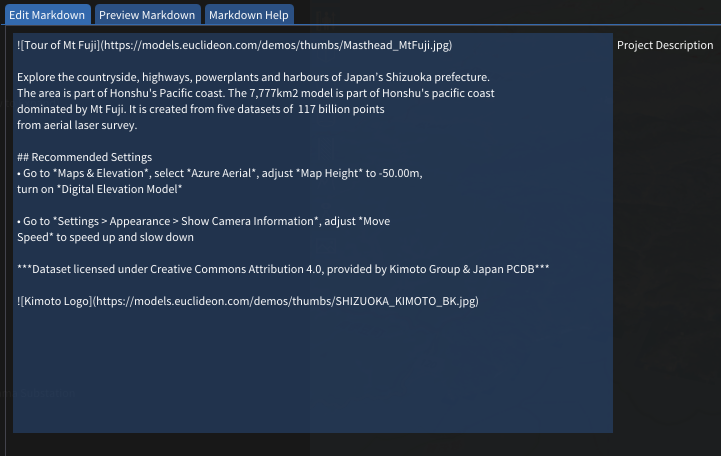 Edit Markdown
Preview Markdown
Markdown Help
![Tour of Mt Fuji](https://models.euclideon.com/demos/thumbs/Masthead_MtFuji.jpg)
Project Description
Explore the countryside, highways, powerplants and harbours of Japan's Shizuoka prefecture.
The area is part of Honshu's Pacific coast. The 7,777km2 model is part of Honshu's pacific coast
dominated by Mt Fuji. It is created from five datasets of  117 billion points
from aerial laser survey.
## Recommended Settings
• Go to *Maps & Elevation*, select *Azure Aerial*, adjust *Map Height* to -50.00m,
turn on *Digital Elevation Model*
• Go to *Settings > Appearance > Show Camera Information*, adjust *Move
Speed* to speed up and slow down
***Dataset licensed under Creative Commons Attribution 4.0, provided by Kimoto Group & Japan PCDB***
![Kimoto Logo](https://models.euclideon.com/demos/thumbs/SHIZUOKA_KIMOTO_BK.jpg)